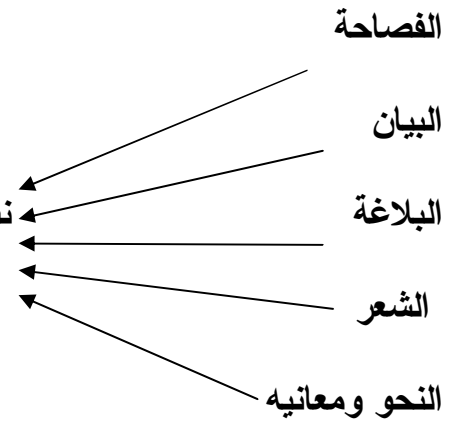 الفصاحة
البيان
البلاغة
الشعر
النحو ومعانيه